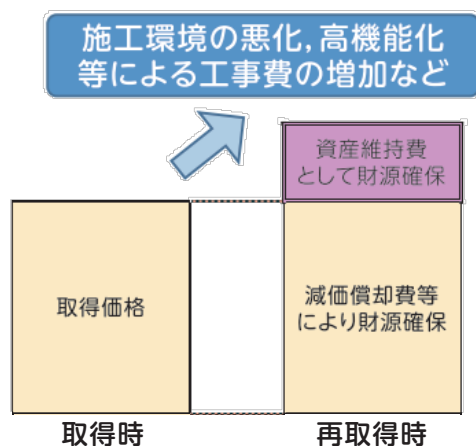 施工環境の悪化,高機能化
等による工事費の増加など
資産維持費
として財源確保
取得価格
減価償却費等
により財源確保
取得時
再取得時